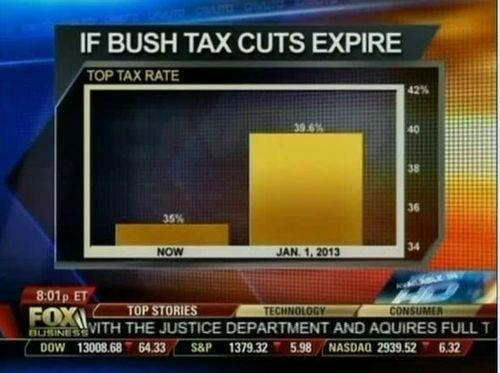 IF BUSH TAX CUTS EXPIRE
TOP TAX RATE
42%
40
38
36
34
39.6%
35%
NOW
JAN. 1, 2013
8:01p ET
HD
TOP STORIES
TECHNOLOGY
CONSUMER
FOX
BUSINESS
WITH THE JUSTICE DEPARTMENT AND AQUIRES FULL T
DOW 13008.68 64.33 S&P 1379.32 5.98 NASDAQ 2939.52 6.32